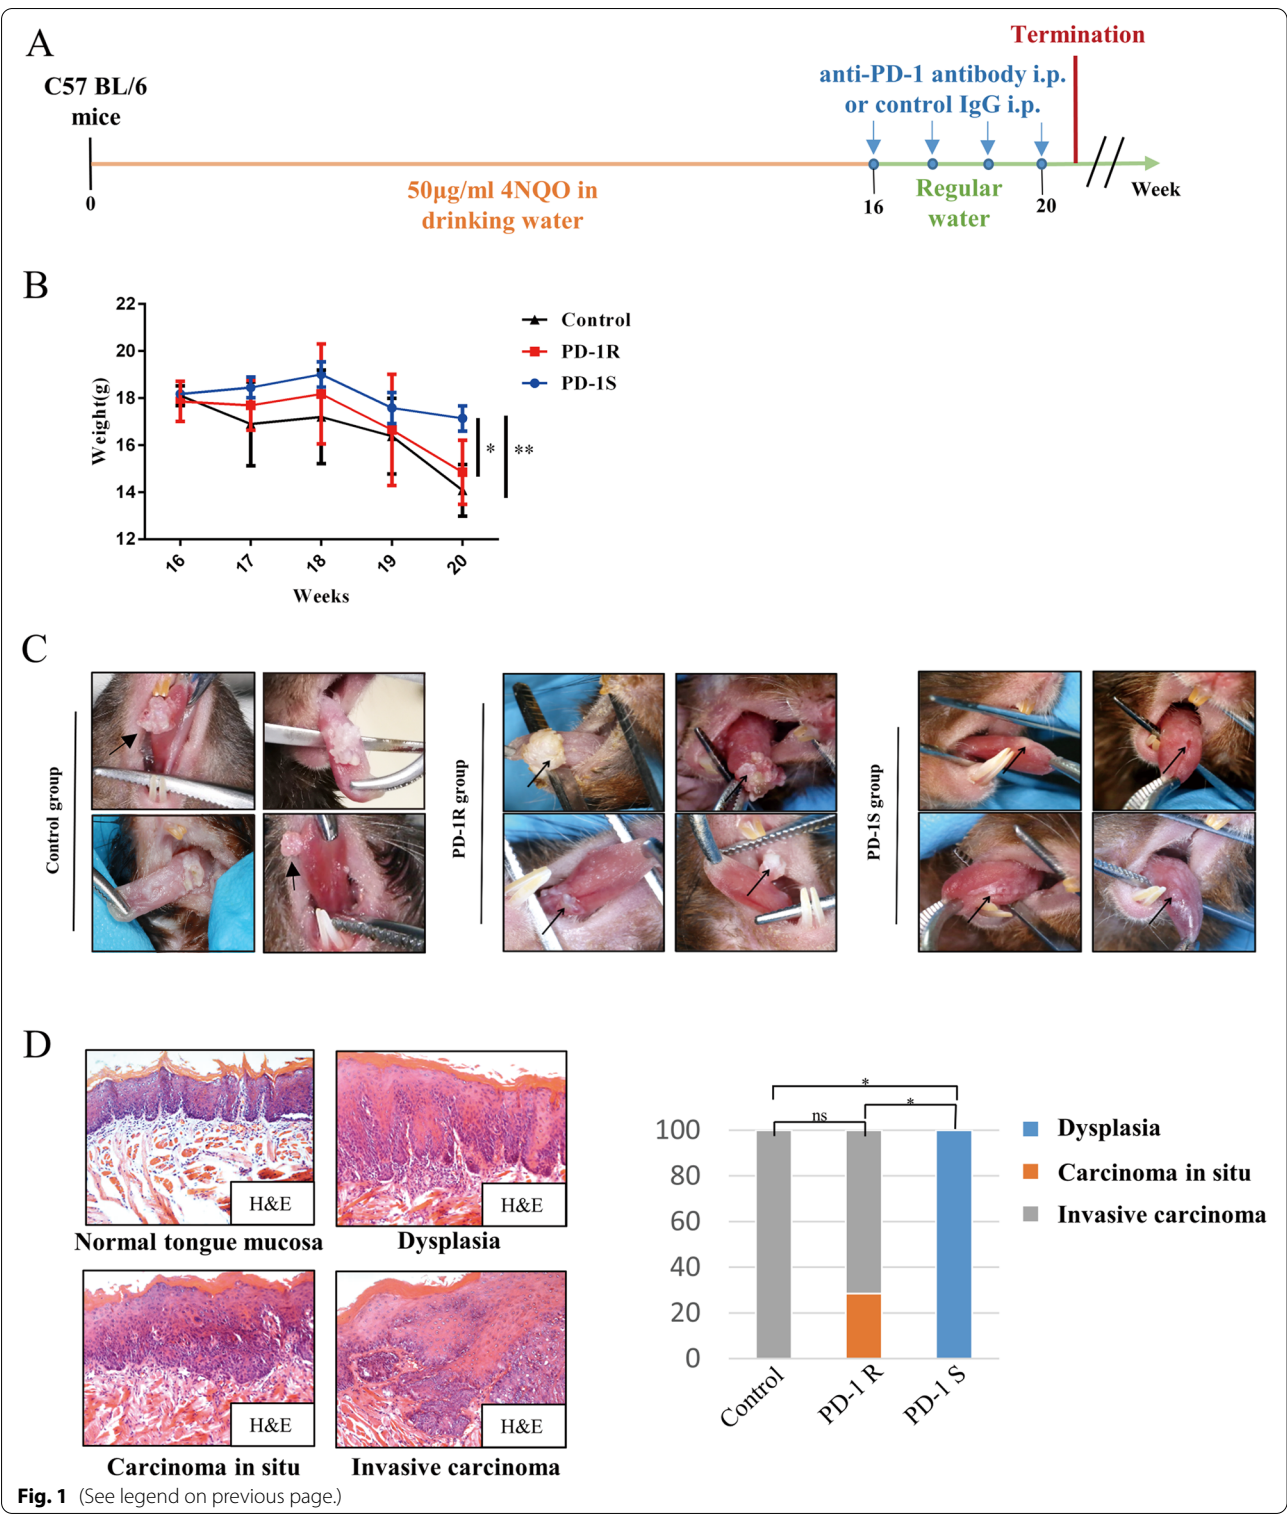 A
Termination
C57 BL/6
mice
anti-PD-1 antibody i.p.
or control IgG i.p.
50μg/ml 4NQO in
drinking water
Regular
water
Week
0
16
20
B
22
20
18
16
14
12
Weight(g)
16
17
18
19
20
Weeks
Control
PD-1R
PD-1S
*
**
C
Control group
PD-1R group
PD-1S group
D
H&E
Normal tongue mucosa
H&E
Dysplasia
H&E
Carcinoma in situ
H&E
Invasive carcinoma
*
*
ns
100
80
60
40
20
0
Control
PD-1 R
PD-1 S
Dysplasia
Carcinoma in situ
Invasive carcinoma
Fig. 1 (See legend on previous page.)